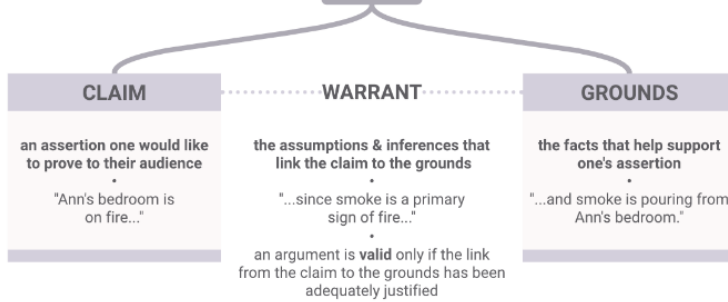 CLAIM
an assertion one would like
to prove to their audience
•
"Ann's bedroom is
on fire..."
WARRANT
the assumptions & inferences that
link the claim to the grounds
•
"...since smoke is a primary
sign of fire..."
•
an argument is valid only if the link
from the claim to the grounds has been
adequately justified
GROUNDS
the facts that help support
one's assertion
•
"...and smoke is pouring from
Ann's bedroom."